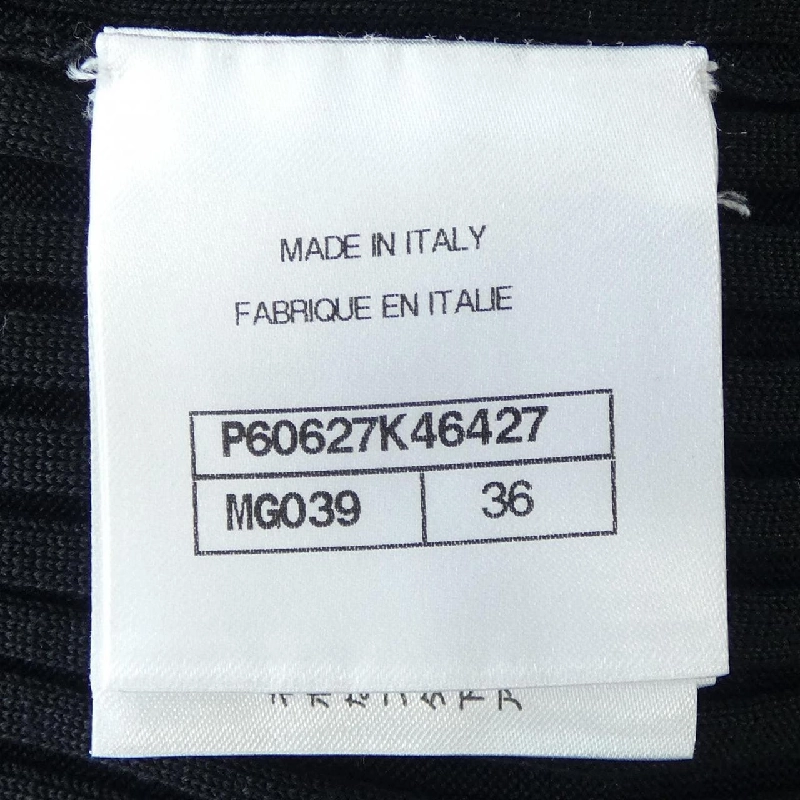 MADE IN ITALY
FABRIQUE EN ITALIE
P60627K46427
MG039 36